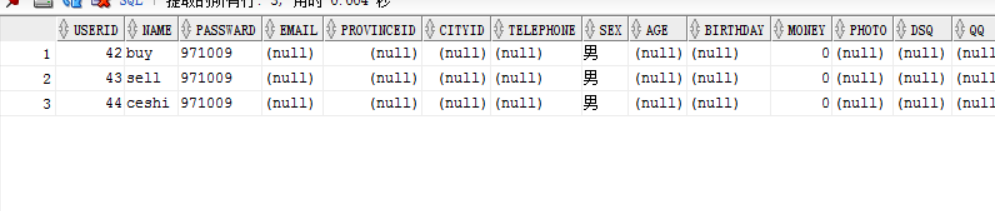 SQL | 提取的所有行: 3, 用时 0.004 秒
USERID NAME PASSWARD EMAIL PROVINCEID CITYID TELEPHONE SEX AGE BIRTHDAY MONEY PHOTO DSQ QQ
1 42 buy 971009 (null) (null) (null) (null) 男 (null) (null) 0 (null) (null) (null
2 43 sell 971009 (null) (null) (null) (null) 男 (null) (null) 0 (null) (null) (null
3 44 ceshi 971009 (null) (null) (null) (null) 男 (null) (null) 0 (null) (null) (null